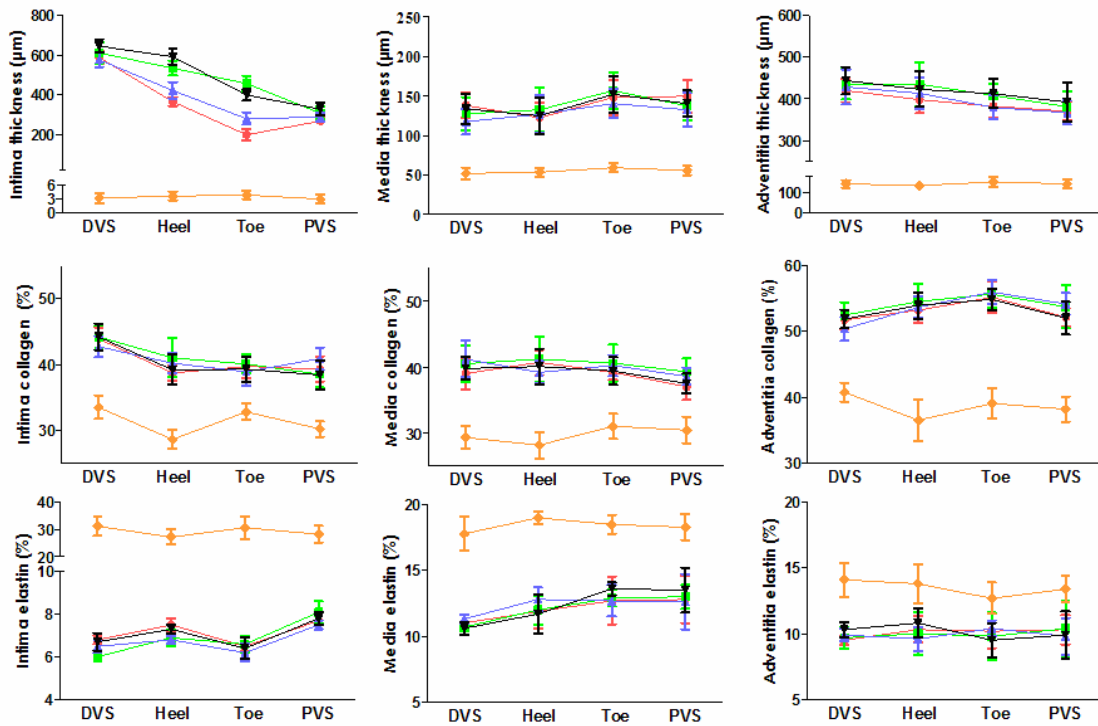 Intima thickness (µm)
800
600
400
200
6
3
0
DVS Heel Toe PVS
Media thickness (µm)
250
200
150
100
50
0
DVS Heel Toe PVS
Adventitia thickness (µm)
600
500
400
300
100
0
DVS Heel Toe PVS
Intima collagen (%)
50
40
30
DVS Heel Toe PVS
Media collagen (%)
50
40
30
DVS Heel Toe PVS
Adventitia collagen (%)
60
50
40
30
DVS Heel Toe PVS
Intima elastin (%)
40
30
20
10
8
6
4
DVS Heel Toe PVS
Media elastin (%)
20
15
10
5
DVS Heel Toe PVS
Adventitia elastin (%)
20
15
10
5
DVS Heel Toe PVS